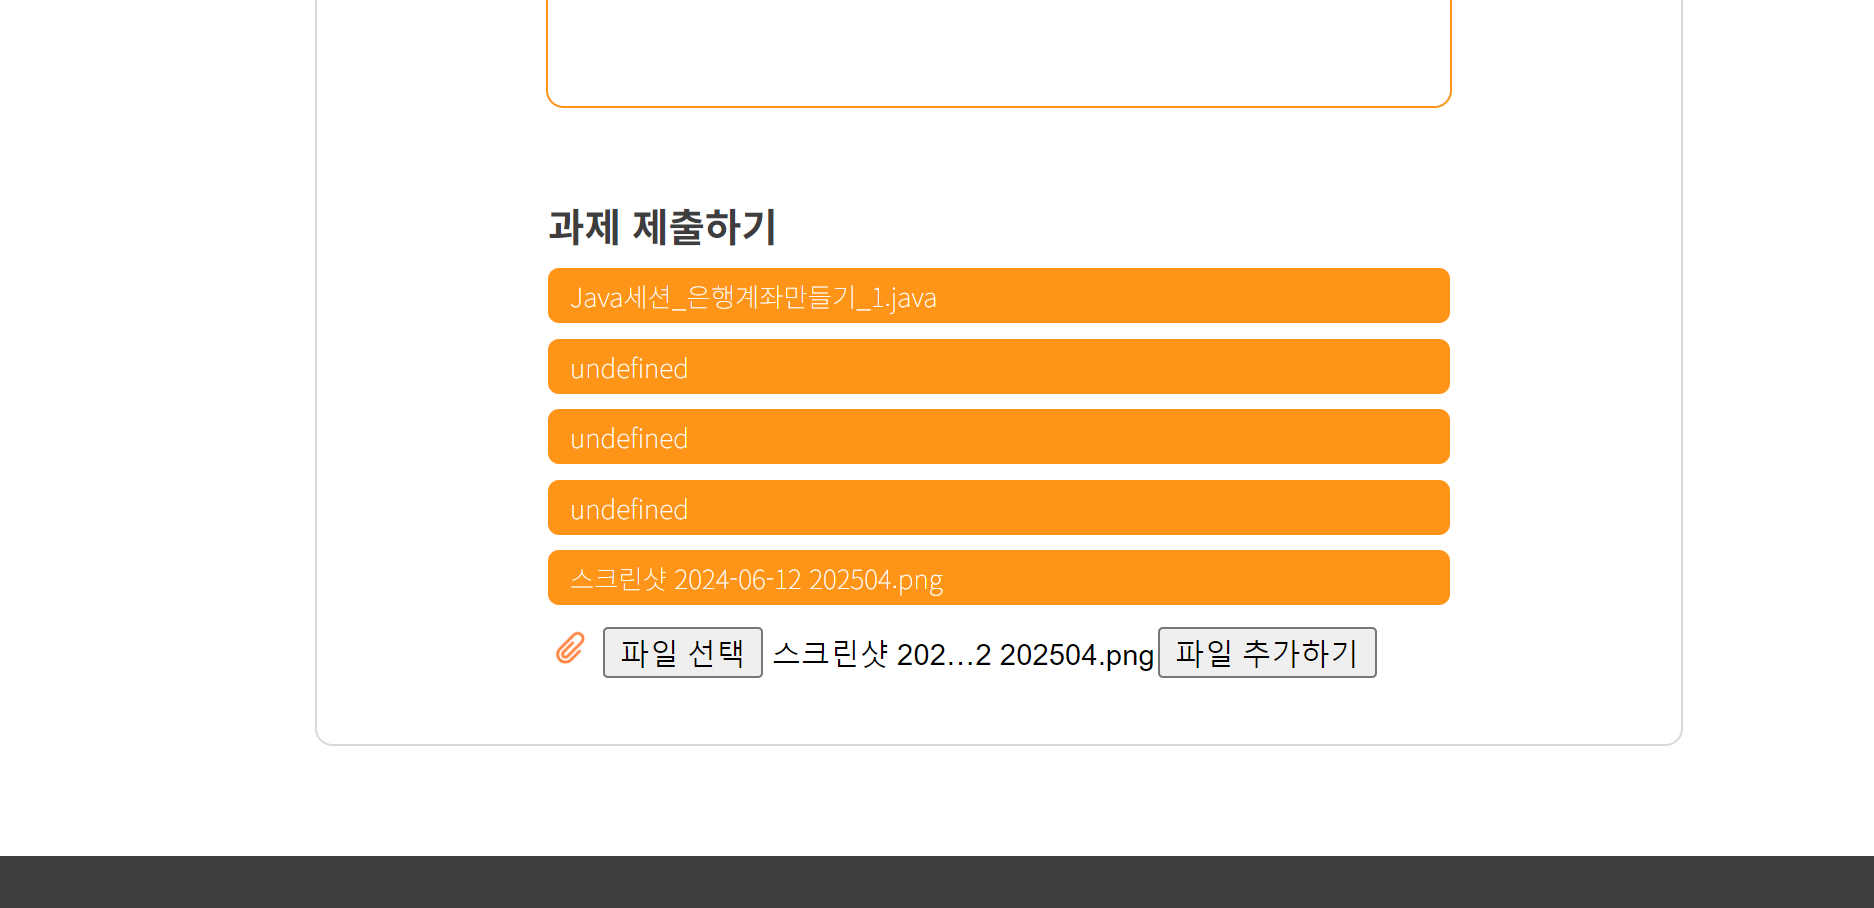 과제 제출하기
Java세션_은행계좌만들기_1.java
undefined
undefined
undefined
스크린샷 2024-06-12 202504.png
파일 선택 스크린샷 202...2 202504.png 파일 추가하기